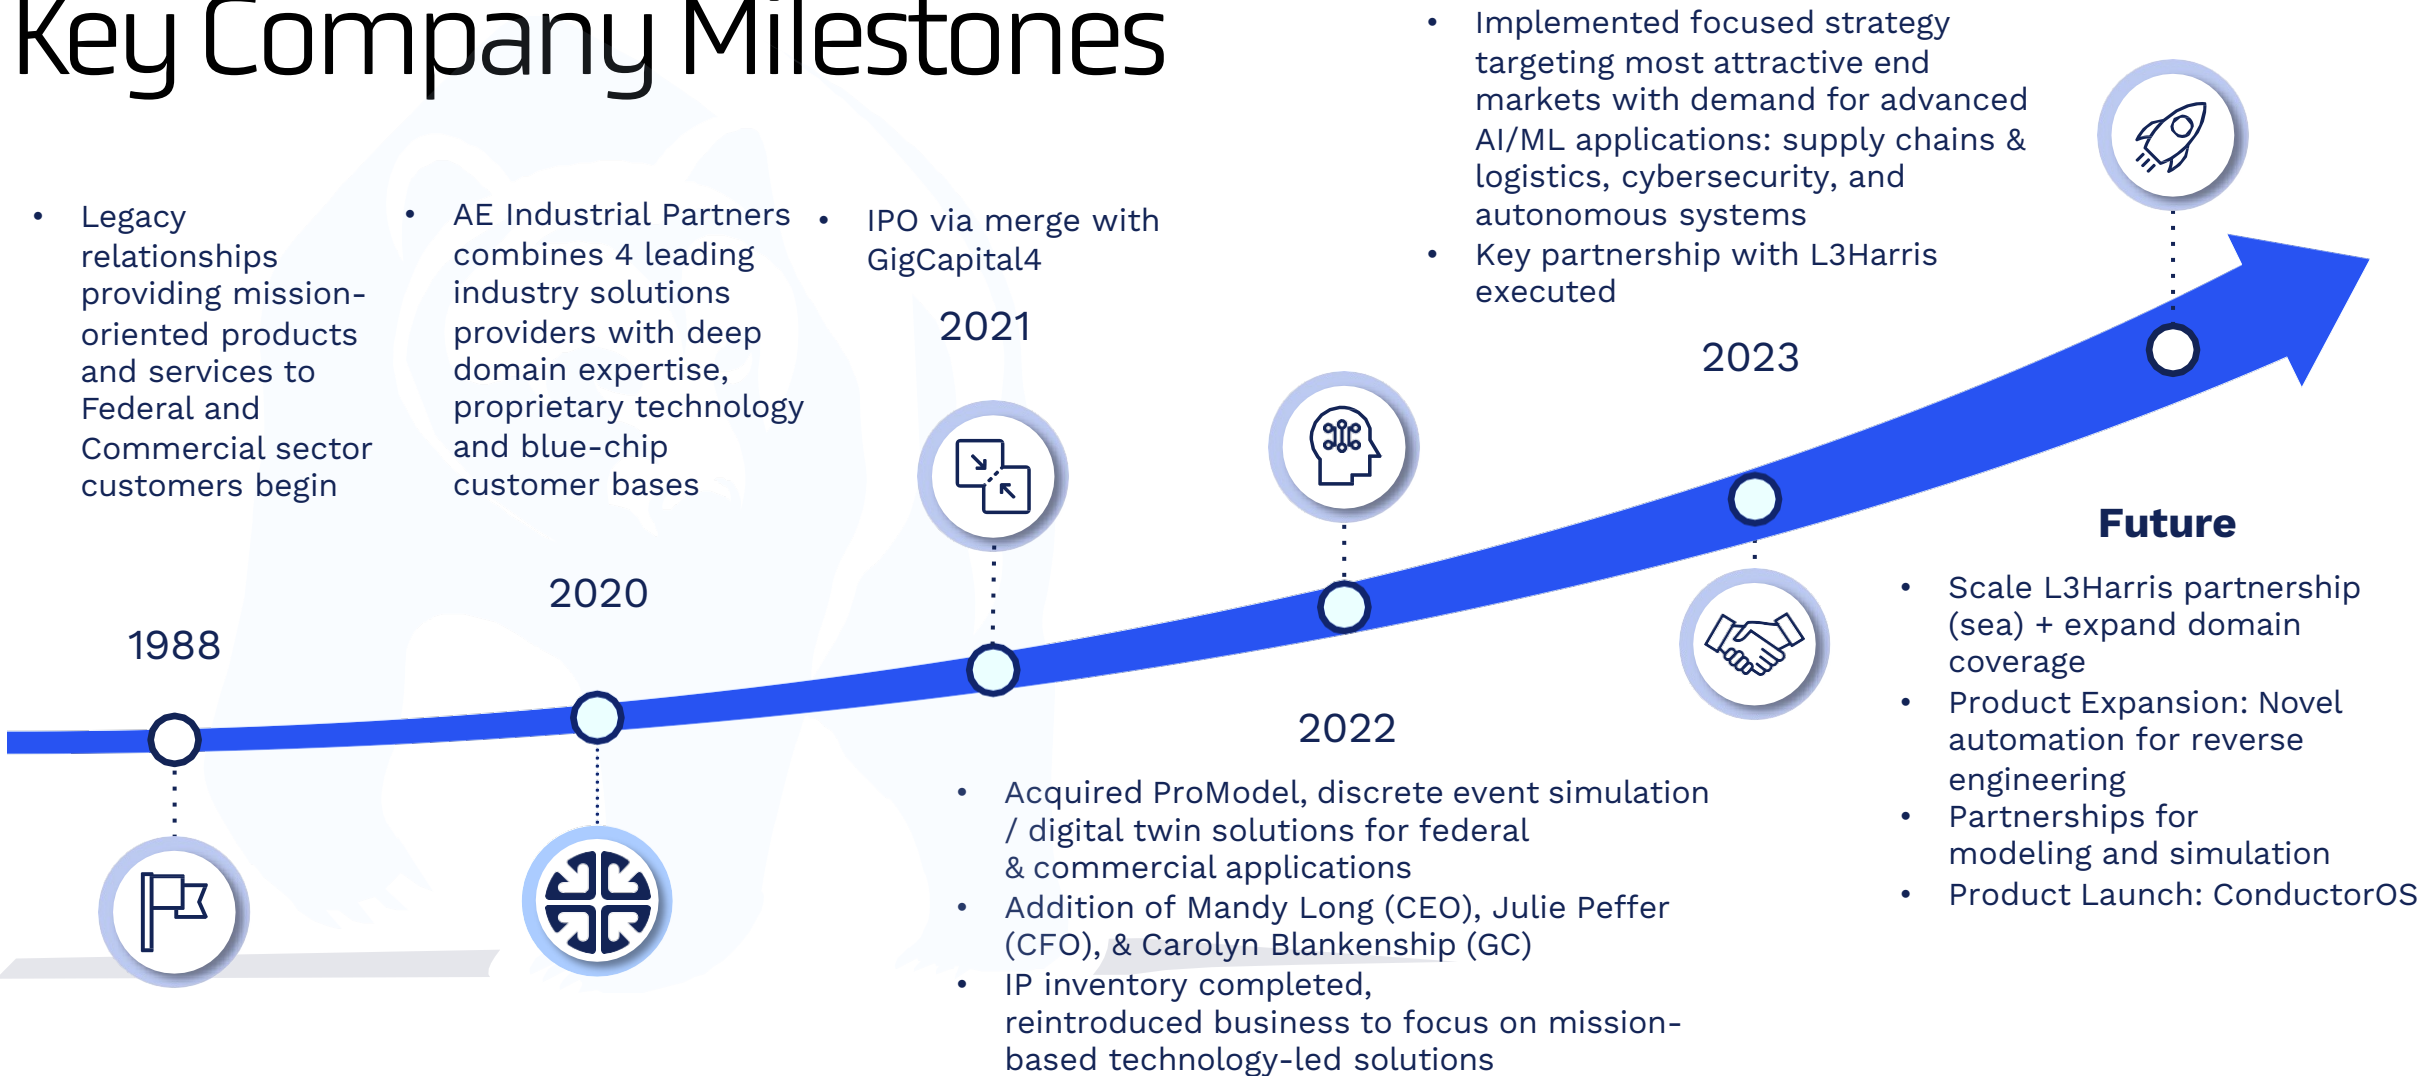 Key Company Milestones
• Legacy
relationships
providing mission-
oriented products
and services to
Federal and
Commercial sector
customers begin
1988
• AE Industrial Partners
combines 4 leading
industry solutions
providers with deep
domain expertise,
proprietary technology
and blue-chip
customer bases
2020
• IPO via merge with
GigCapital4
2021
2022
• Acquired ProModel, discrete event simulation
/ digital twin solutions for federal
& commercial applications
• Addition of Mandy Long (CEO), Julie Peffer
(CFO), & Carolyn Blankenship (GC)
• IP inventory completed,
reintroduced business to focus on mission-
based technology-led solutions
• Implemented focused strategy
targeting most attractive end
markets with demand for advanced
AI/ML applications: supply chains &
logistics, cybersecurity, and
autonomous systems
• Key partnership with L3Harris
executed
2023
Future
• Scale L3Harris partnership
(sea) + expand domain
coverage
• Product Expansion: Novel
automation for reverse
engineering
• Partnerships for
modeling and simulation
• Product Launch: ConductorOS